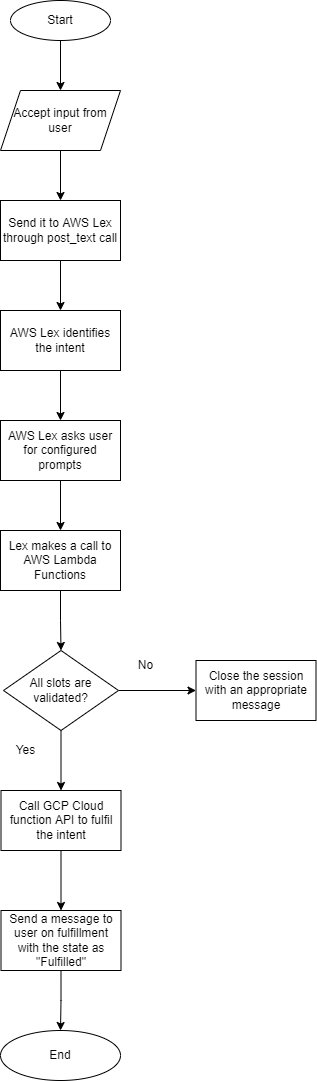 Start
Accept input from
user
Send it to AWS Lex
through post_text call
AWS Lex identifies
the intent
AWS Lex asks user
for configured
prompts
Lex makes a call to
AWS Lambda
Functions
All slots are
validated?
No
Close the session
with an appropriate
message
Yes
Call GCP Cloud
function API to fulfil
the intent
Send a message to
user on fulfillment
with the state as
"Fulfilled"
End